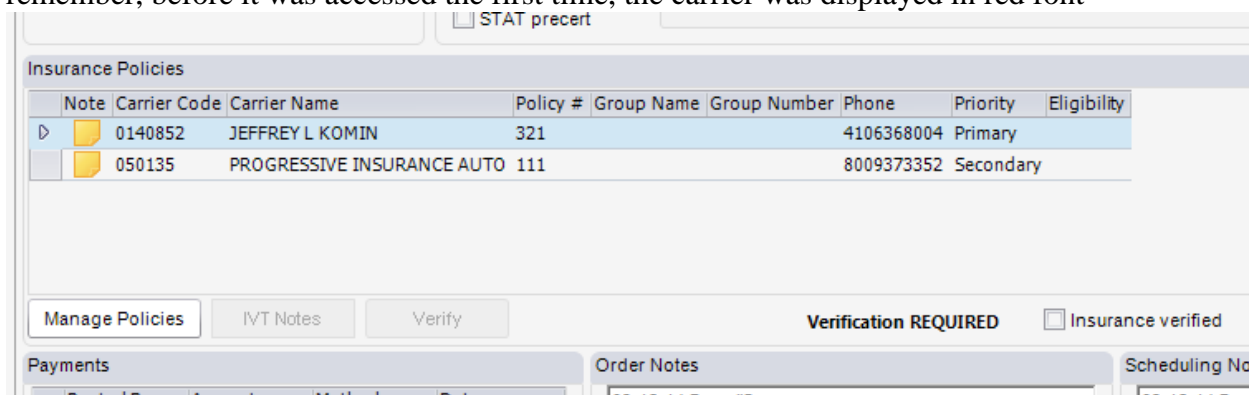 remember, before it was accessed the first time, the carrier was displayed in red font
STAT precert
Insurance Policies
Note Carrier Code Carrier Name Policy # Group Name Group Number Phone Priority Eligibility
0140852 JEFFREY L KOMIN 321 4106368004 Primary
050135 PROGRESSIVE INSURANCE AUTO 111 8009373352 Secondary
Manage Policies IVT Notes Verify Verification REQUIRED Insurance verified
Payments Order Notes Scheduling No